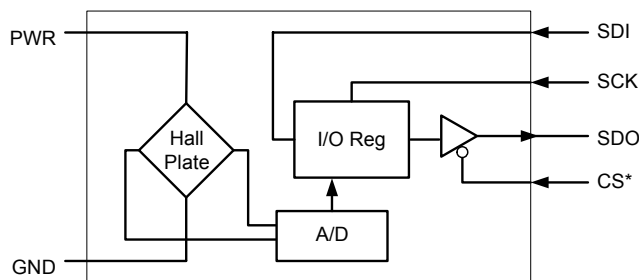 PWR
SDI
SCK
Hall
Plate
I/O Reg
SDO
CS*
A/D
GND